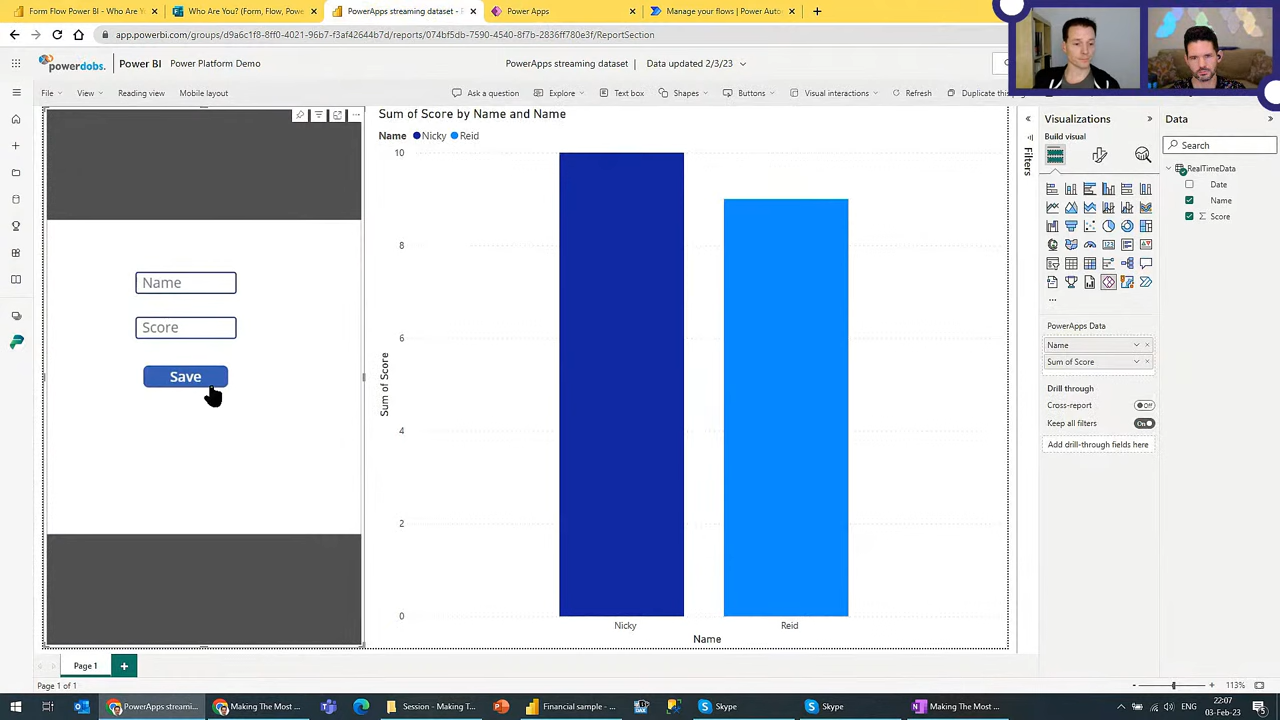 Form Flow Power BI - Who Are Yo
Who Are You? (Form, Flow, Power
PowerApps streaming dataset -
Power Apps
Manage your flows | Power Auto
app.powerbi.com/groups/d9a6c1f8-8ff0-4021-96b7-f3af42644b7d/reports/074bf5db-7590-4540-8f7b-2836ff780e3f/ReportSection
powerdobs. Power BI Power Platform Demo
PowerApps streaming dataset
Data updated 2/3/23
File
View
Reading view
Mobile layout
Ask a question
Explore
Text box
Shapes
Buttons
Visual interactions
Refresh
Duplicate this
Sum of Score by Name and Name
Name Nicky Reid
10
8
6
4
2
0
Sum of Score
Nicky
Reid
Name
Name
Score
Save
Filters
Visualizations
Build visual
PowerApps Data
Name
Sum of Score
Drill through
Cross-report
Off
Keep all filters
On
Add drill-through fields here
Data
Search
RealTimeData
Date
Name
Score
Page 1
Page 1 of 1
113%
PowerApps streami...
Making The Most ...
Session - Making T...
Financial sample - ...
Skype
Skype
Making The Most ...
ENG
22:07
03-Feb-23